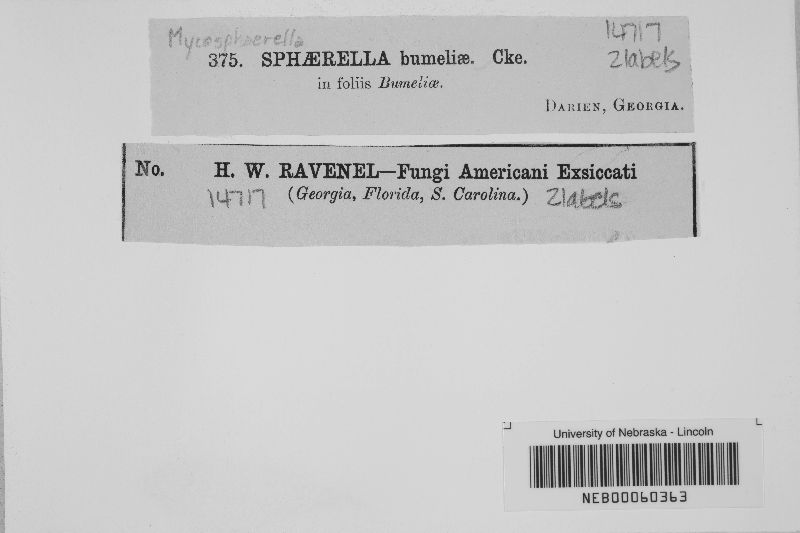 Mycosphaerella
14717
375. SPHÆRELLA bumeliæ. Cke.
2labels
in foliis Bumeliæ.
DARIEN, GEORGIA.
No. H. W. RAVENEL—Fungi Americani Exsiccati
14717 (Georgia, Florida, S. Carolina.) 2labels
University of Nebraska - Lincoln
NEB00060363